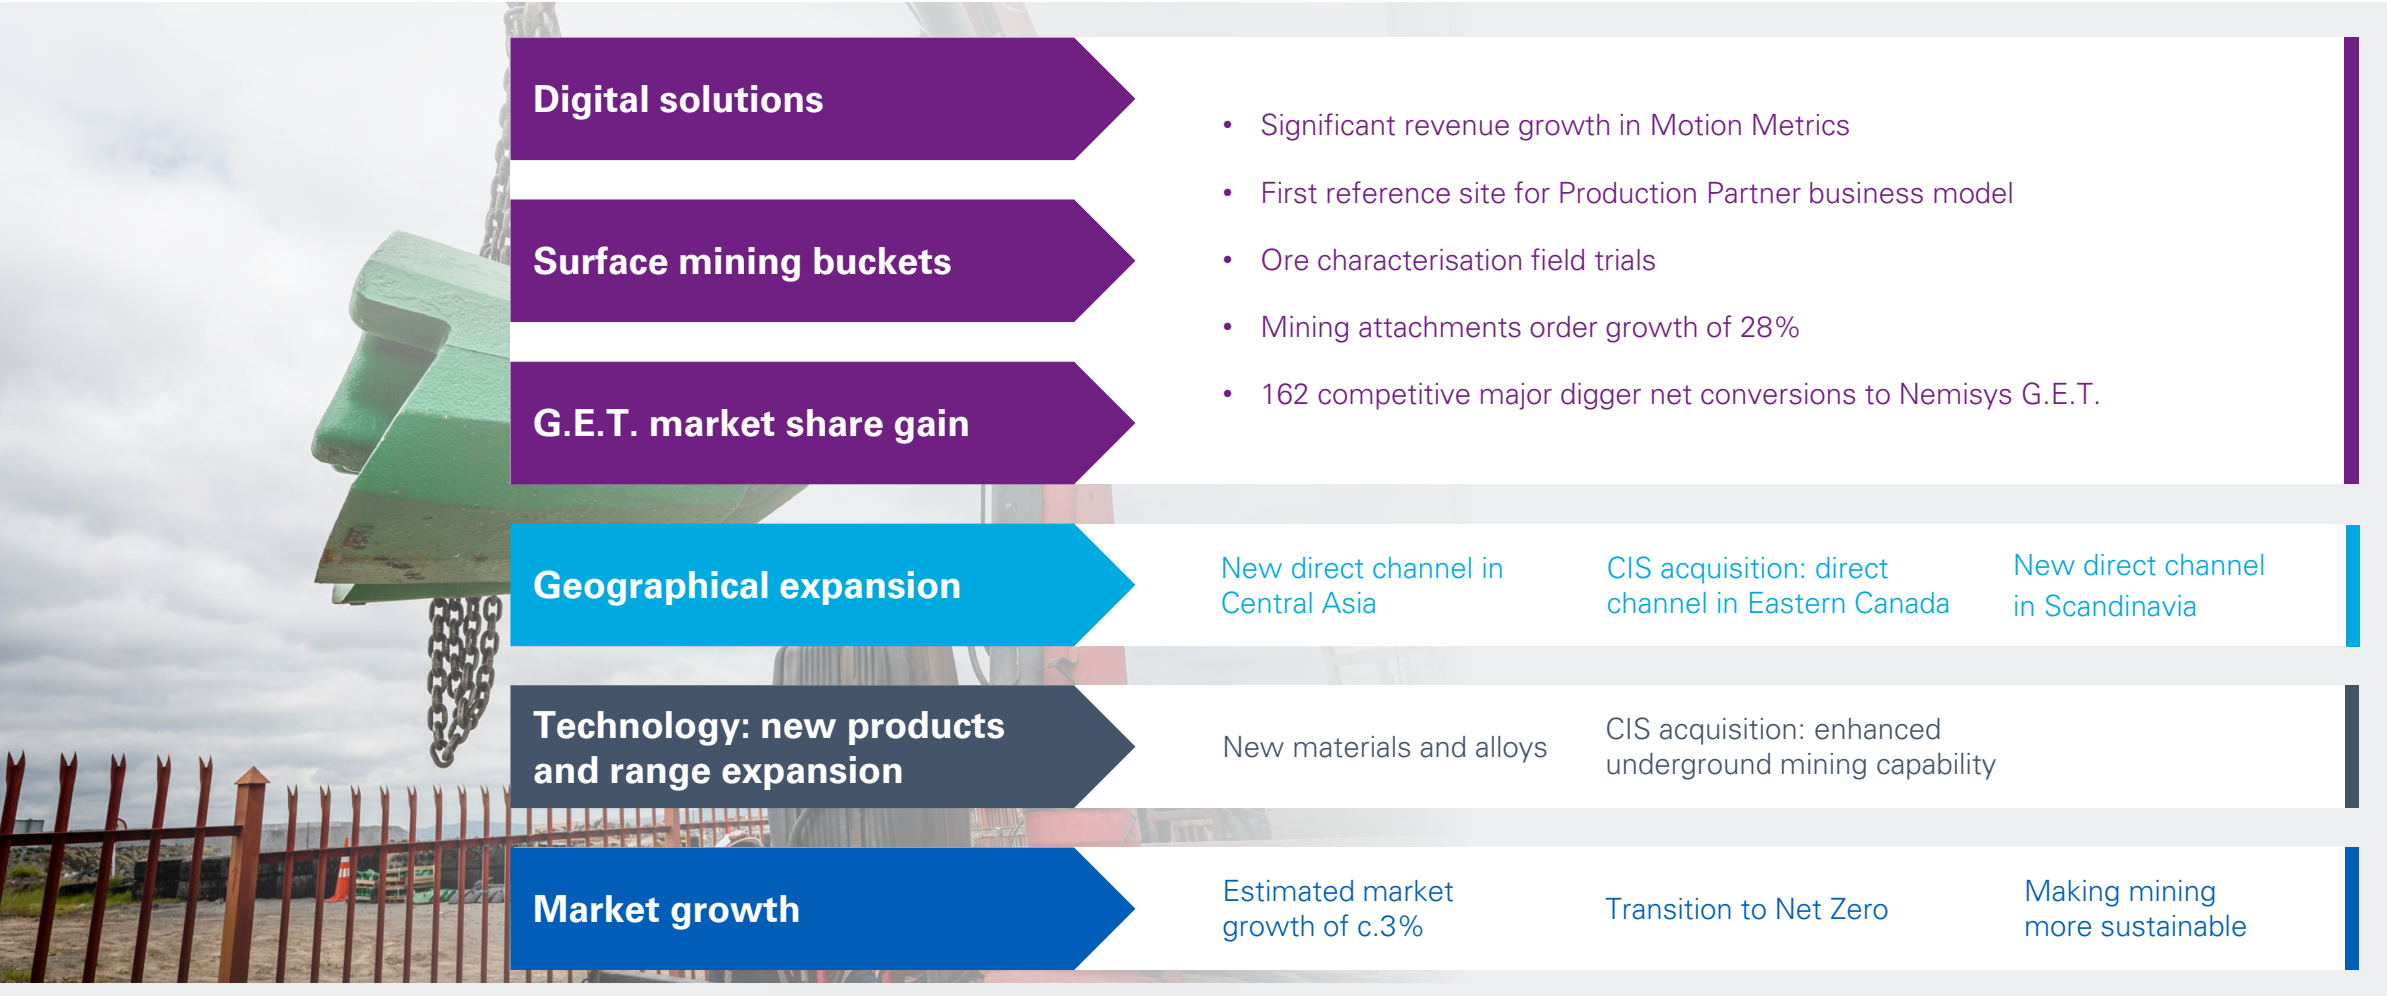 Digital solutions
Surface mining buckets
G.E.T. market share gain
• Significant revenue growth in Motion Metrics
• First reference site for Production Partner business model
• Ore characterisation field trials
• Mining attachments order growth of 28%
• 162 competitive major digger net conversions to Nemisys G.E.T.
Geographical expansion
New direct channel in
Central Asia
CIS acquisition: direct
channel in Eastern Canada
New direct channel
in Scandinavia
Technology: new products
and range expansion
New materials and alloys
CIS acquisition: enhanced
underground mining capability
Market growth
Estimated market
growth of c.3%
Transition to Net Zero
Making mining
more sustainable